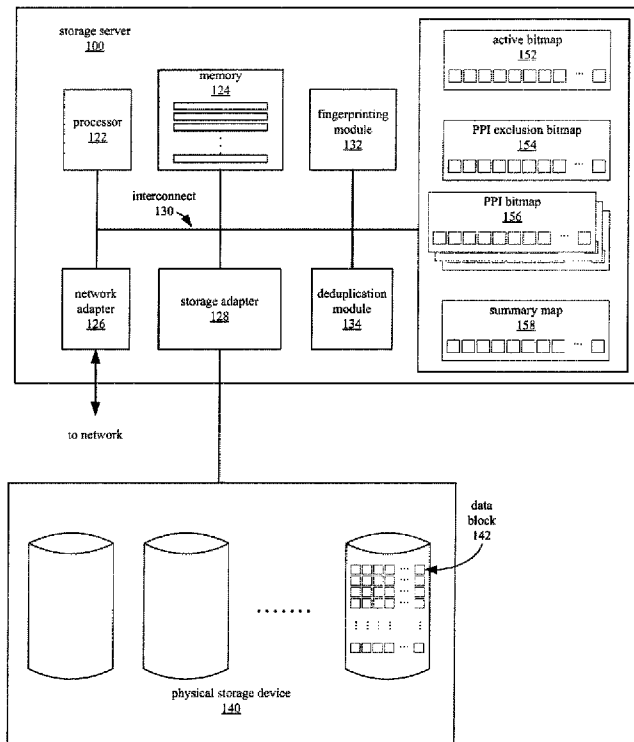 storage server
100
processor
122
memory
124
fingerprinting
module
132
interconnect
130
network
adapter
126
storage adapter
128
deduplication
module
134
to network
active bitmap
152
PPI exclusion bitmap
154
PPI bitmap
156
summary map
158
data
block
142
physical storage device
140